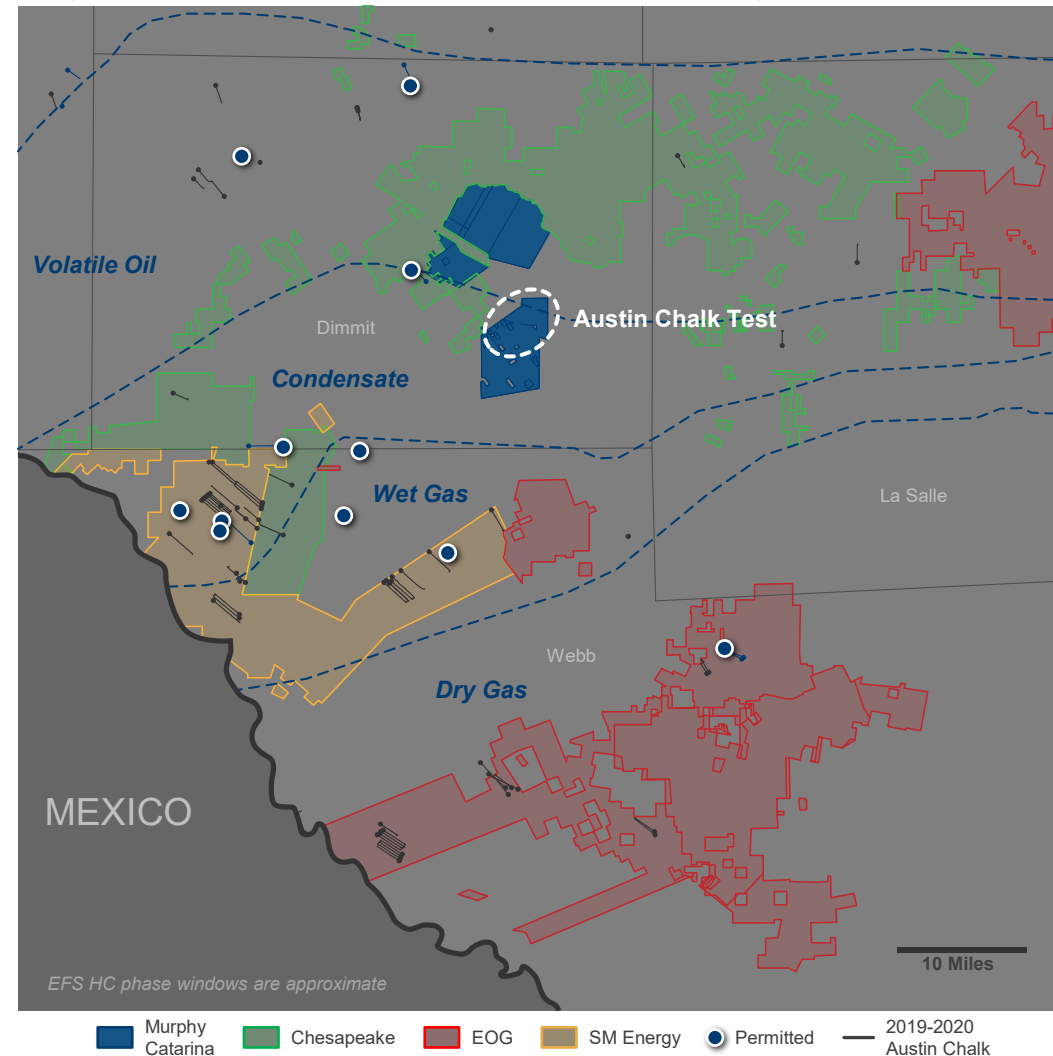 Volatile Oil
Dimmit
Austin Chalk Test
Condensate
Wet Gas
La Salle
Webb
Dry Gas
MEXICO
10 Miles
EFS HC phase windows are approximate
Murphy
Catarina
Chesapeake
EOG
SM Energy
Permitted
2019-2020
Austin Chalk